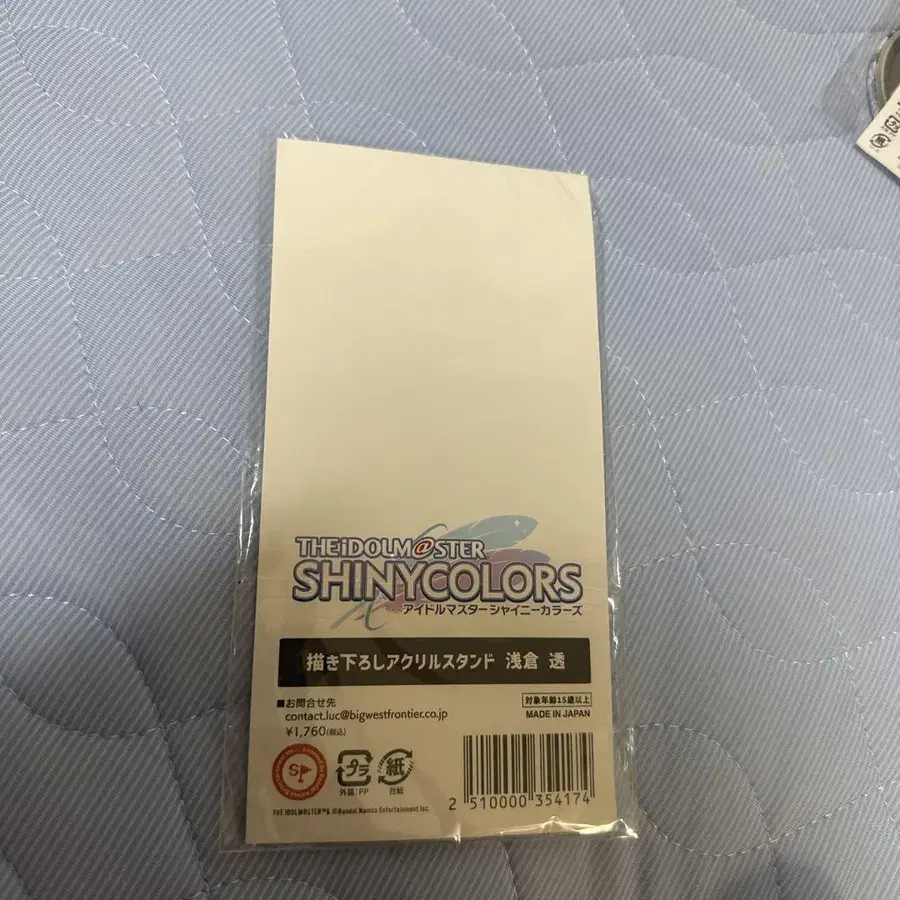 THE iDOLM@STER
SHINYCOLORS
アイドルマスター シャイニーカラーズ
描き下ろしアクリルスタンド 浅倉 透
■お問合せ先
contact.luc@bigwestfrontier.co.jp
¥1,760(税込)
対象年齢15歳以上
MADE IN JAPAN
プラ
外装:PP
紙
台紙
2 510000 354174
THE IDOLM@STER™& ©Bandai Namco Entertainment Inc.